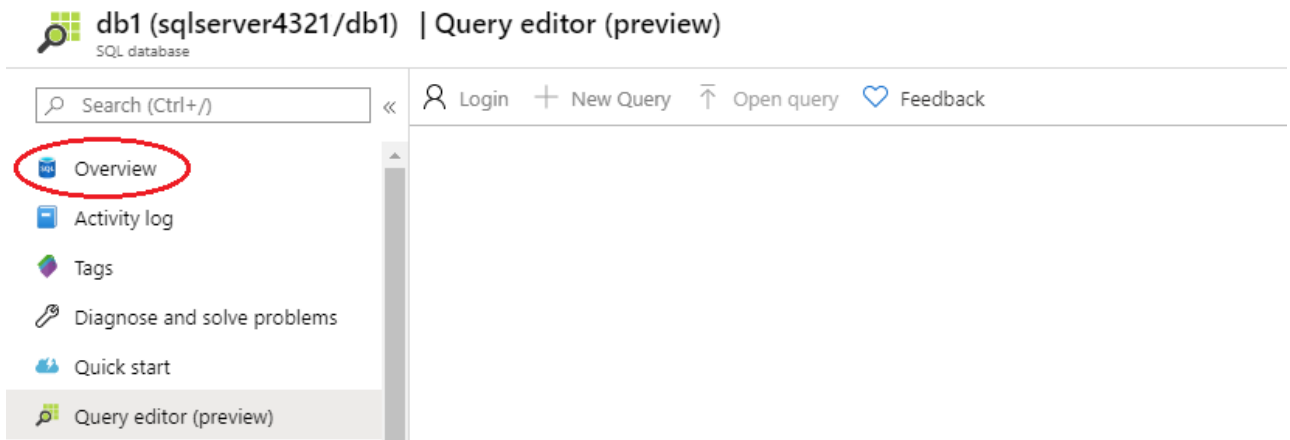 db1 (sqlserver4321/db1) | Query editor (preview)
SQL database
Search (Ctrl+/)
«
Login
New Query
Open query
Feedback
SQL
Overview
Activity log
Tags
Diagnose and solve problems
Quick start
Query editor (preview)